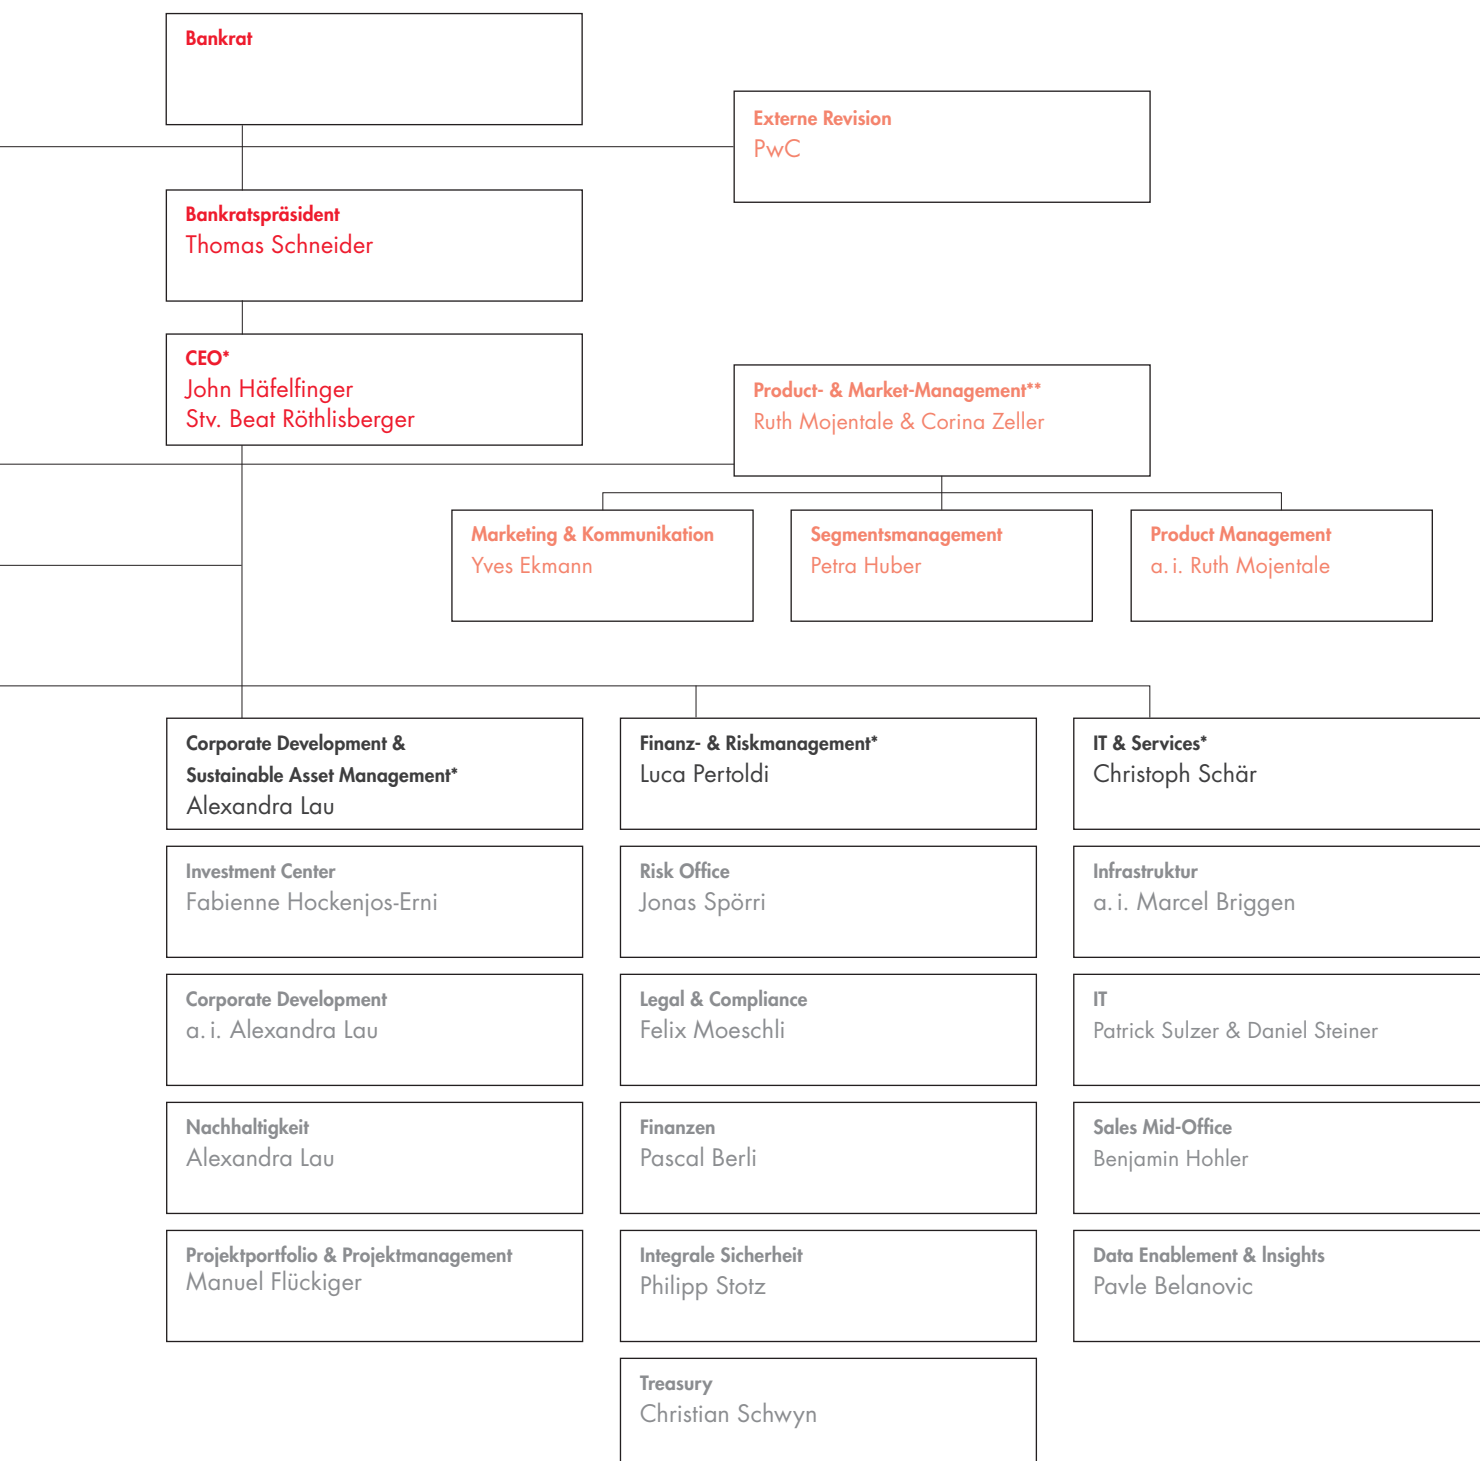 Bankrat
Externe Revision
PwC
Bankratspräsident
Thomas Schneider
CEO*
John Häfelfinger
Stv. Beat Röthlisberger
Product- & Market-Management**
Ruth Mojentale & Corina Zeller
Marketing & Kommunikation
Yves Ekmann
Segmentsmanagement
Petra Huber
Product Management
a. i. Ruth Mojentale
Corporate Development &
Sustainable Asset Management*
Alexandra Lau
Investment Center
Fabienne Hockenjos-Erni
Corporate Development
a. i. Alexandra Lau
Nachhaltigkeit
Alexandra Lau
Projektportfolio & Projektmanagement
Manuel Flückiger
Finanz- & Riskmanagement*
Luca Pertoldi
Risk Office
Jonas Spörri
Legal & Compliance
Felix Moeschli
Finanzen
Pascal Berli
Integrale Sicherheit
Philipp Stotz
Treasury
Christian Schwyn
IT & Services*
Christoph Schär
Infrastruktur
a. i. Marcel Briggen
IT
Patrick Sulzer & Daniel Steiner
Sales Mid-Office
Benjamin Hohler
Data Enablement & Insights
Pavle Belanovic